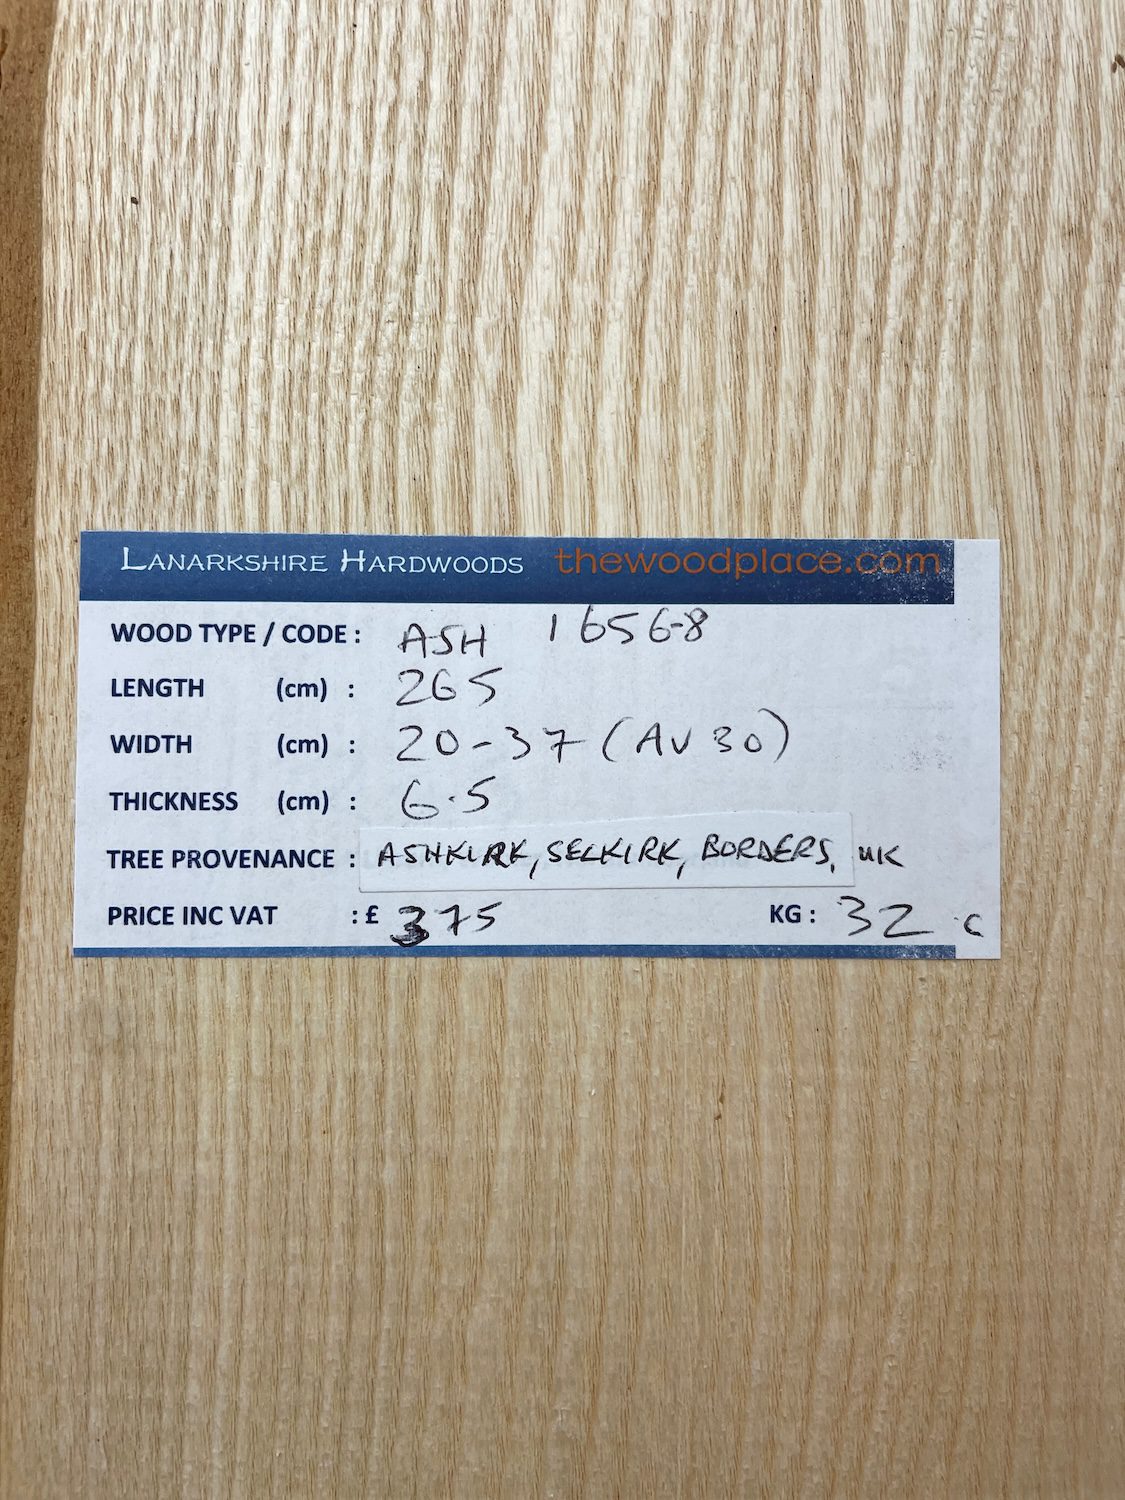 LANARKSHIRE HARDWOODS thewoodplace.com
WOOD TYPE / CODE : ASH 1656-8
LENGTH (cm) : 265
WIDTH (cm) : 20-37 (AV 30)
THICKNESS (cm) : 6.5
TREE PROVENANCE : ASHKIRK, SELKIRK, BORDERS, UK
PRICE INC VAT : £ 375 KG : 32 c